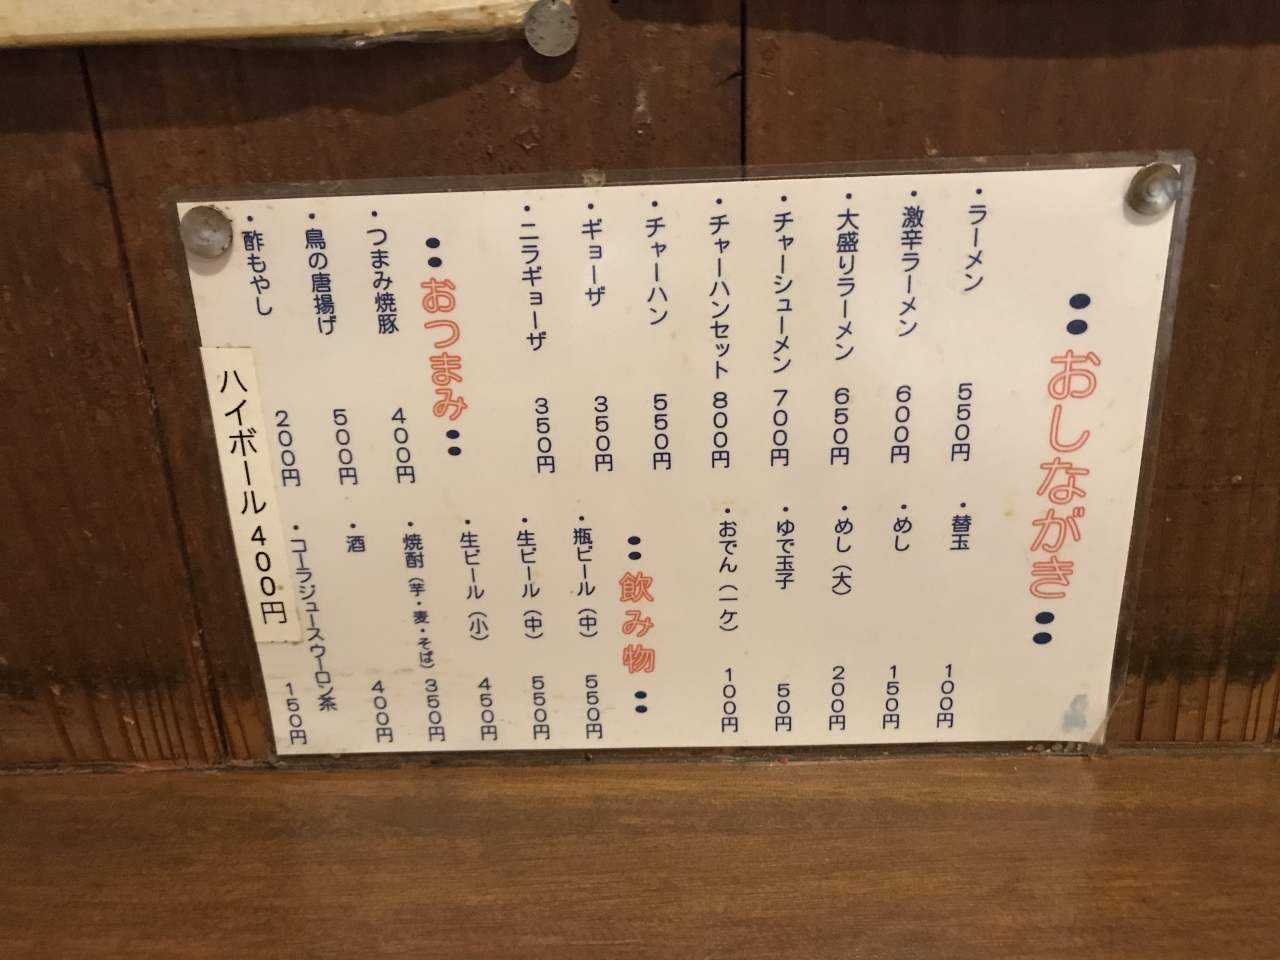 ••おしながき••
・ラーメン 550円
・激辛ラーメン 600円
・大盛りラーメン 650円
・チャーシューメン 700円
・チャーハンセット 800円
・チャーハン 550円
・ギョーザ 350円
・ニラギョーザ 350円
・替玉 100円
・めし 150円
・めし（大） 200円
・ゆで玉子 50円
・おでん（一ケ） 100円
••おつまみ••
・つまみ焼豚 400円
・鳥の唐揚げ 500円
・酢もやし 200円
••飲み物••
・瓶ビール（中） 550円
・生ビール（中） 550円
・生ビール（小） 450円
・焼酎（芋・麦・そば） 350円
・酒 400円
・コーラジュースウーロン茶 150円
ハイボール 400円